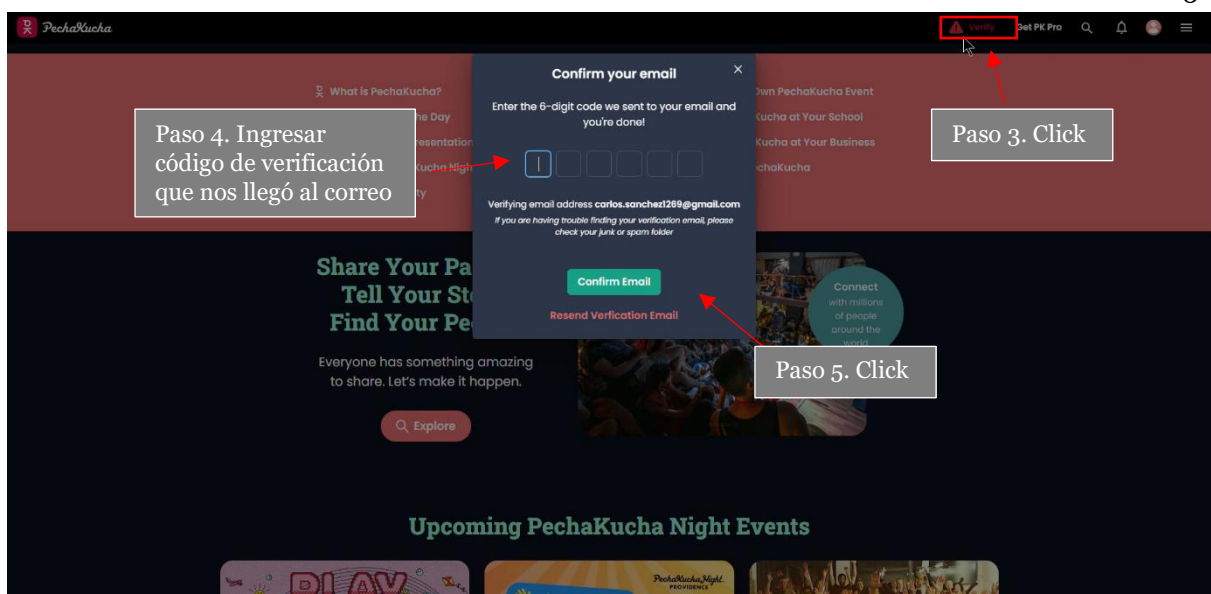 PechaKucha
Verify
Get PK Pro
What is PechaKucha?
he Day
resentation
Kucha Nigh
ty
Own PechaKucha Event
Kucha at Your School
Kucha at Your Business
chaKucha
Paso 3. Click
Paso 4. Ingresar
código de verificación
que nos llegó al correo
Confirm your email
Enter the 6-digit code we sent to your email and
you're done!
Verifying email address carlos.sanchez1269@gmail.com
If you are having trouble finding your verification email, please
check your junk or spam folder
Confirm Email
Resend Verfication Email
Paso 5. Click
Share Your Pa
Tell Your St
Find Your Pe
Everyone has something amazing
to share. Let's make it happen.
Explore
Connect
with millions
of people
around the
world
Upcoming PechaKucha Night Events
PLAY
PechaKucha Night
PROVIDENCE